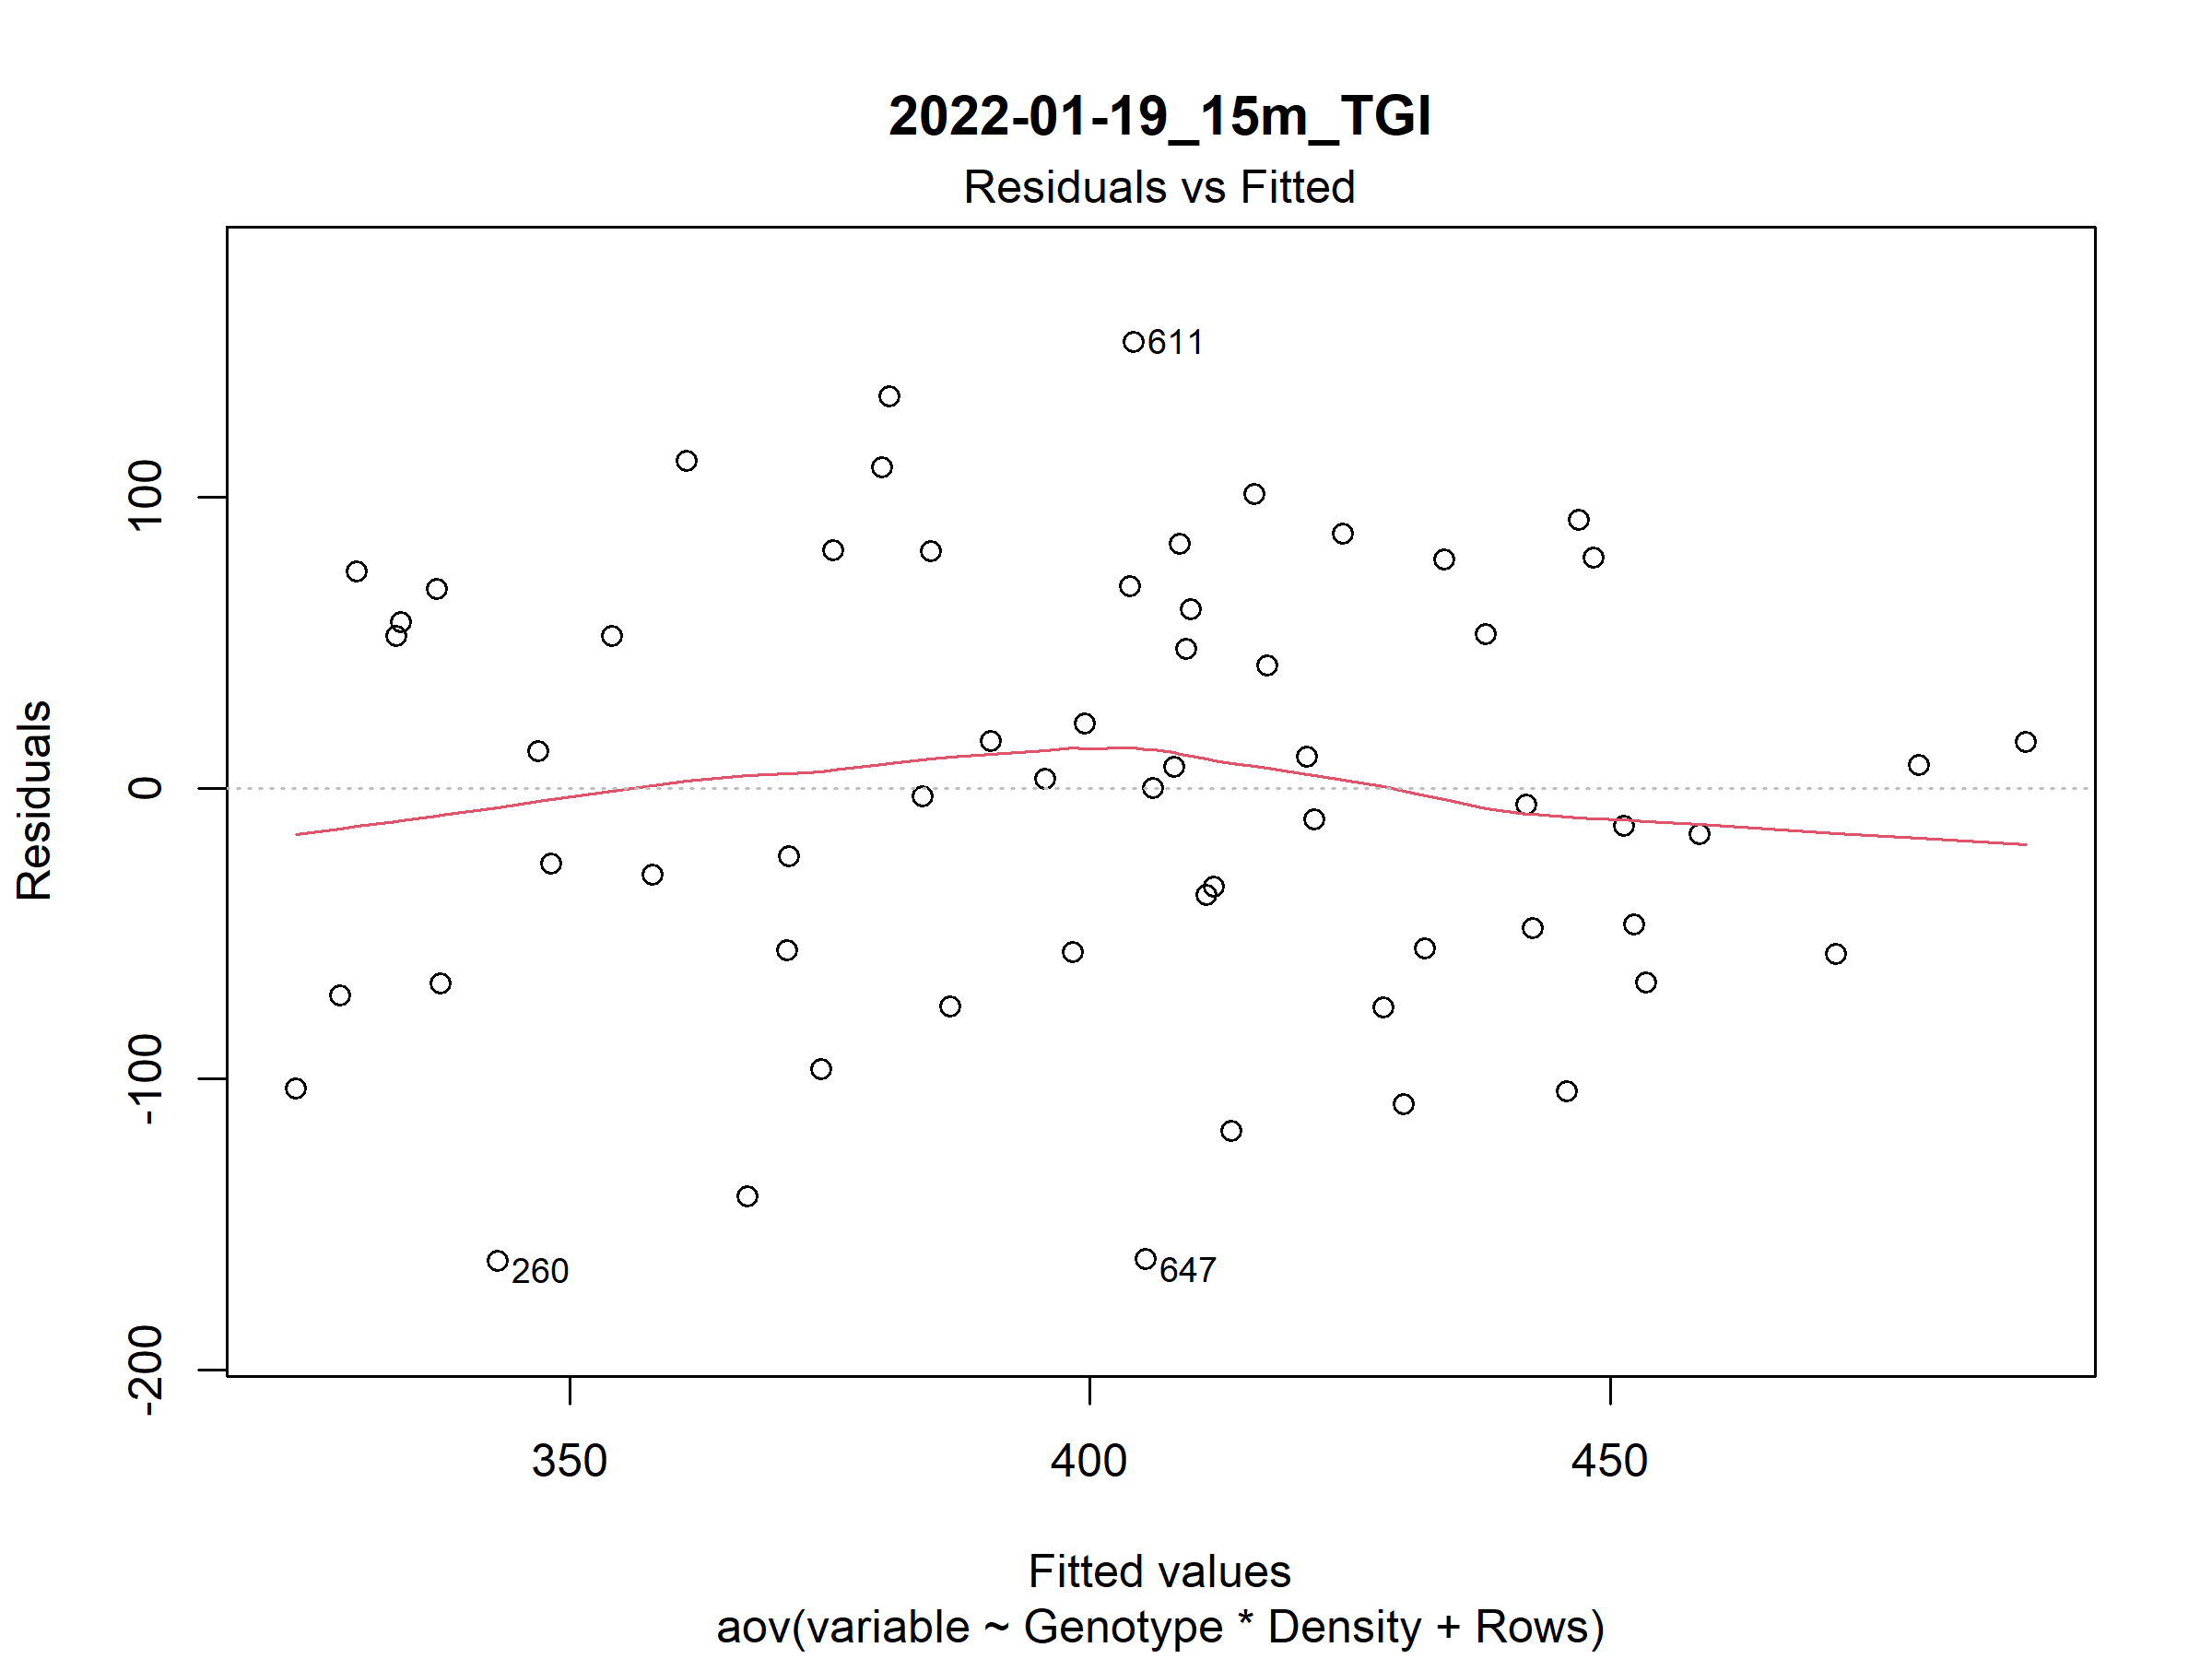 2022-01-19_15m_TGI
Residuals vs Fitted
611
100
Residuals
0
-100
260
647
-200
350 400 450
Fitted values
aov(variable ~ Genotype * Density + Rows)